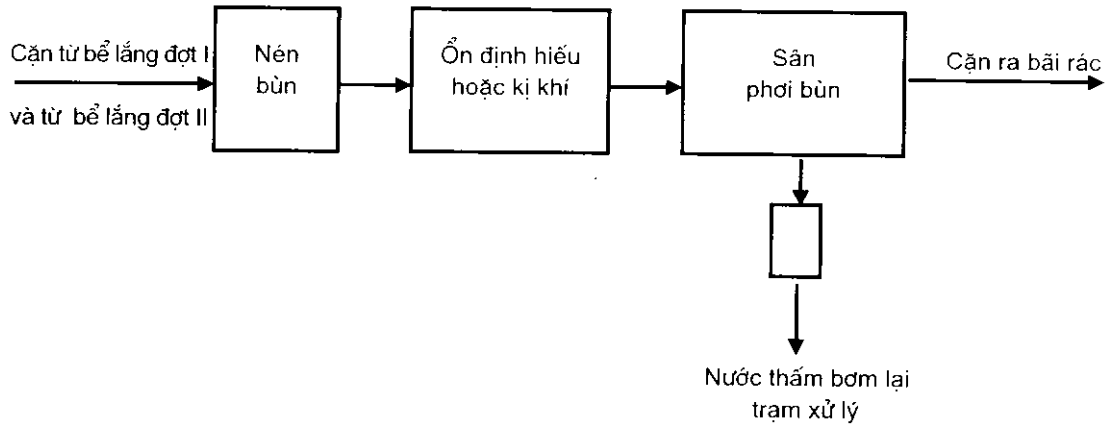 Cặn từ bể lắng đợt I
và từ bể lắng đợt II
Nén
bùn
Ổn định hiếu
hoặc kị khí
Sân
phơi bùn
Cặn ra bãi rác
Nước thấm bơm lại
trạm xử lý